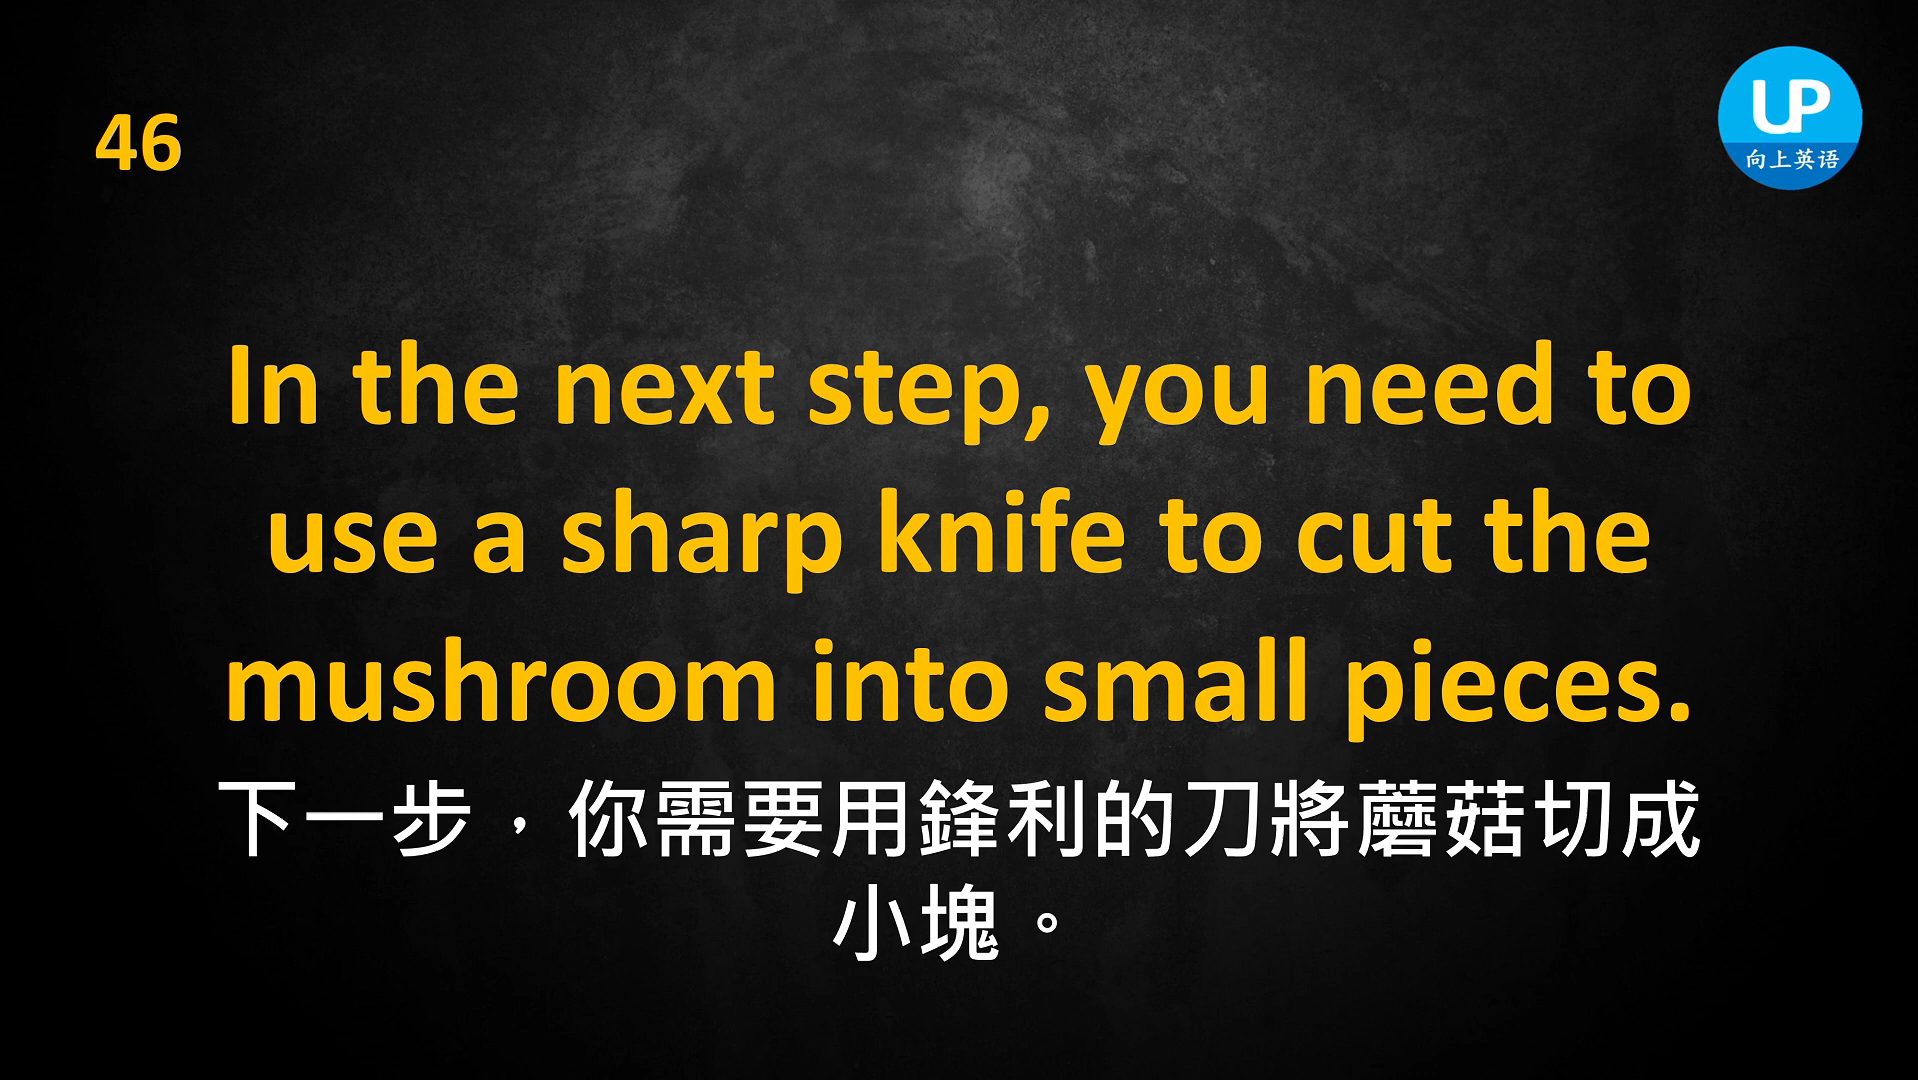 46
UP
向上英语
In the next step, you need to
use a sharp knife to cut the
mushroom into small pieces.
下一步，你需要用鋒利的刀將蘑菇切成
小塊。